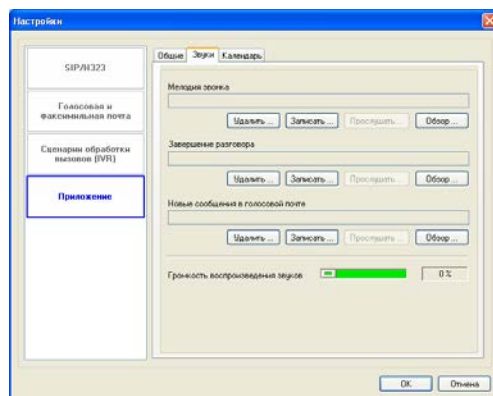 Настройки
SIP/H323
Голосовая и
факсимильная почта
Сценарии обработки
вызовов (IVR)
Приложение
Общие Звуки Календарь
Мелодия звонка
Удалить ... Записать ... Прослушать ... Обзор ...
Завершение разговора
Удалить ... Записать ... Прослушать ... Обзор ...
Новые сообщения в голосовой почте
Удалить ... Записать ... Прослушать ... Обзор ...
Громкость воспроизведения звуков 0 %
OK Отмена